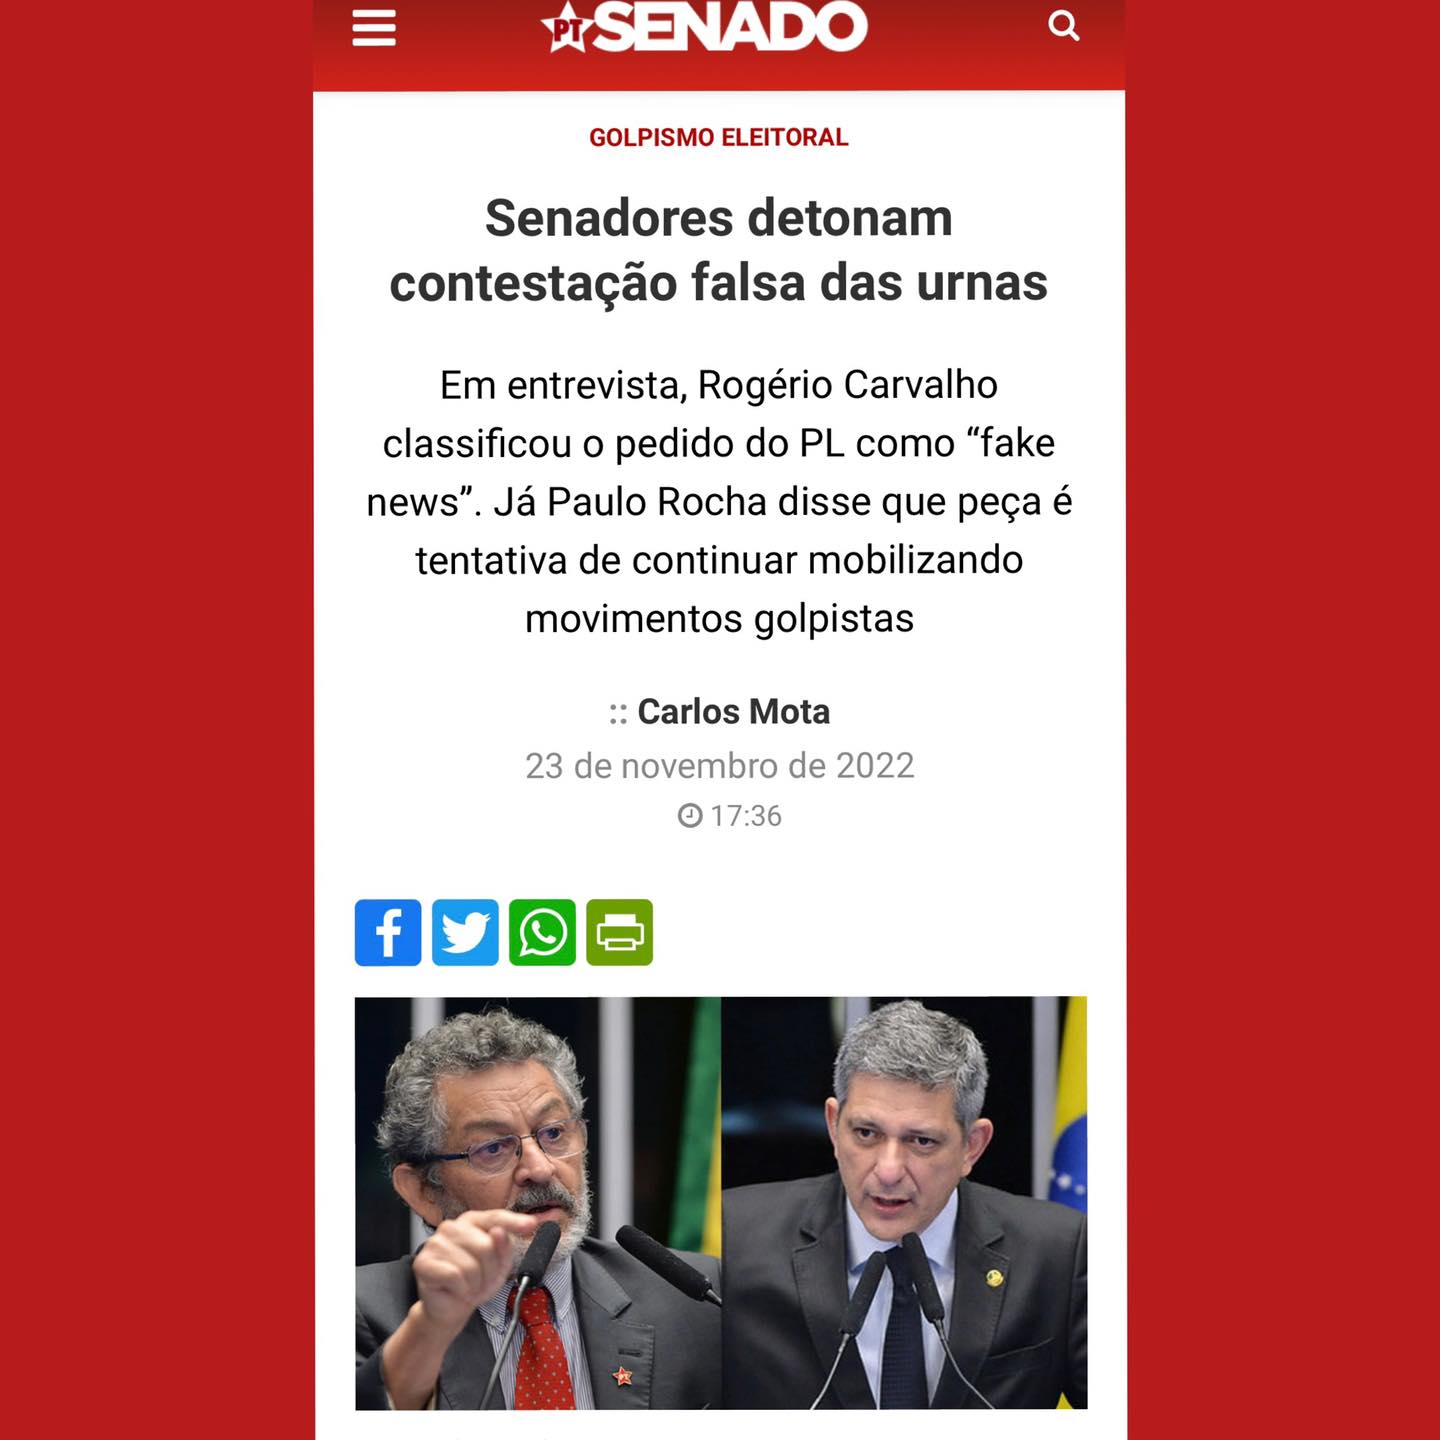 PT SENADO
GOLPISMO ELEITORAL
Senadores detonam
contestação falsa das urnas
Em entrevista, Rogério Carvalho
classificou o pedido do PL como “fake
news”. Já Paulo Rocha disse que peça é
tentativa de continuar mobilizando
movimentos golpistas
:: Carlos Mota
23 de novembro de 2022
17:36